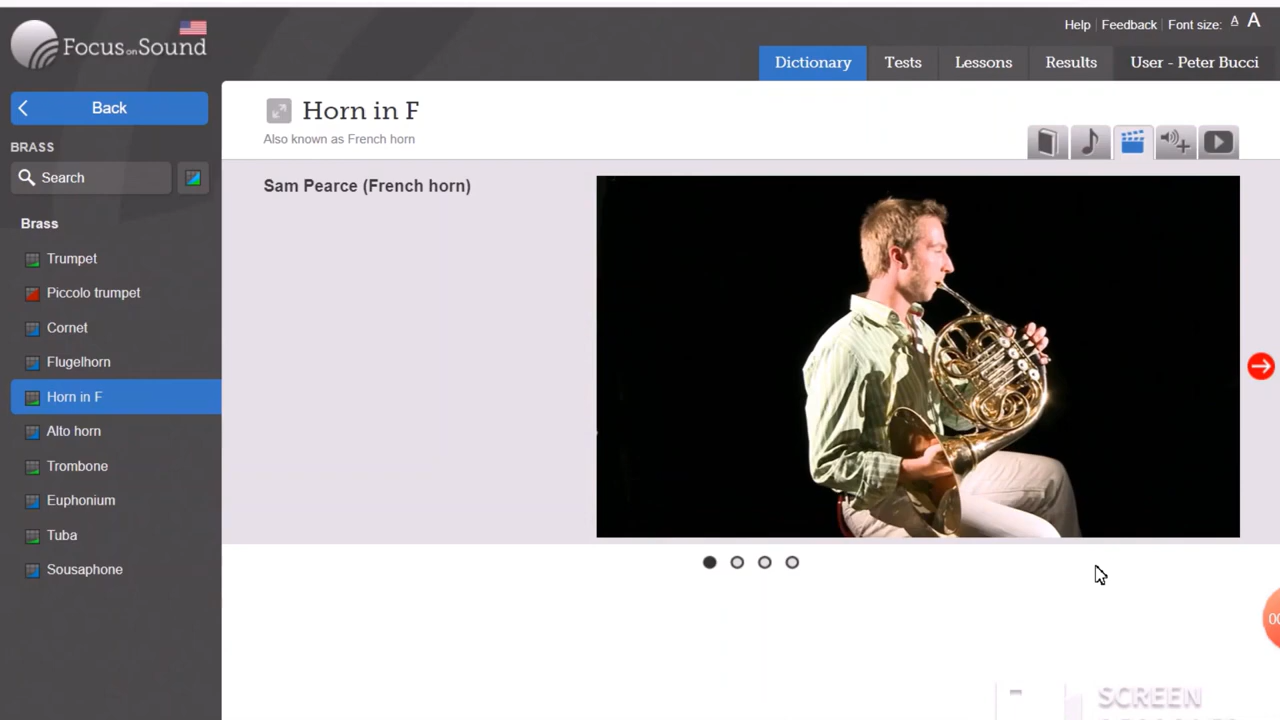 Focus on Sound
Help Feedback Font size: A A
Dictionary Tests Lessons Results User - Peter Bucci
Back
BRASS
Search
Brass
Trumpet
Piccolo trumpet
Cornet
Flugelhorn
Horn in F
Alto horn
Trombone
Euphonium
Tuba
Sousaphone
Horn in F
Also known as French horn
Sam Pearce (French horn)
00
SCREEN